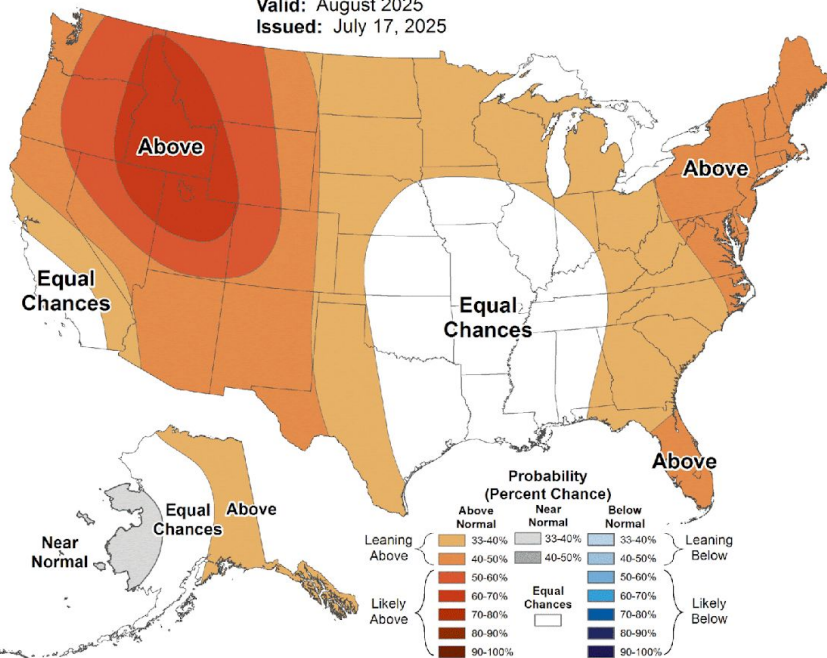 Valid: August 2025
Issued: July 17, 2025
Above
Above
Equal
Chances
Equal
Chances
Above
Equal
Chances
Above
Near
Normal
Probability
(Percent Chance)
Above
Normal
Near
Normal
Below
Normal
Leaning
Above
33-40%
40-50%
Likely
Above
50-60%
60-70%
70-80%
80-90%
90-100%
33-40%
40-50%
Equal
Chances
33-40%
40-50%
Leaning
Below
50-60%
60-70%
70-80%
80-90%
90-100%
Likely
Below